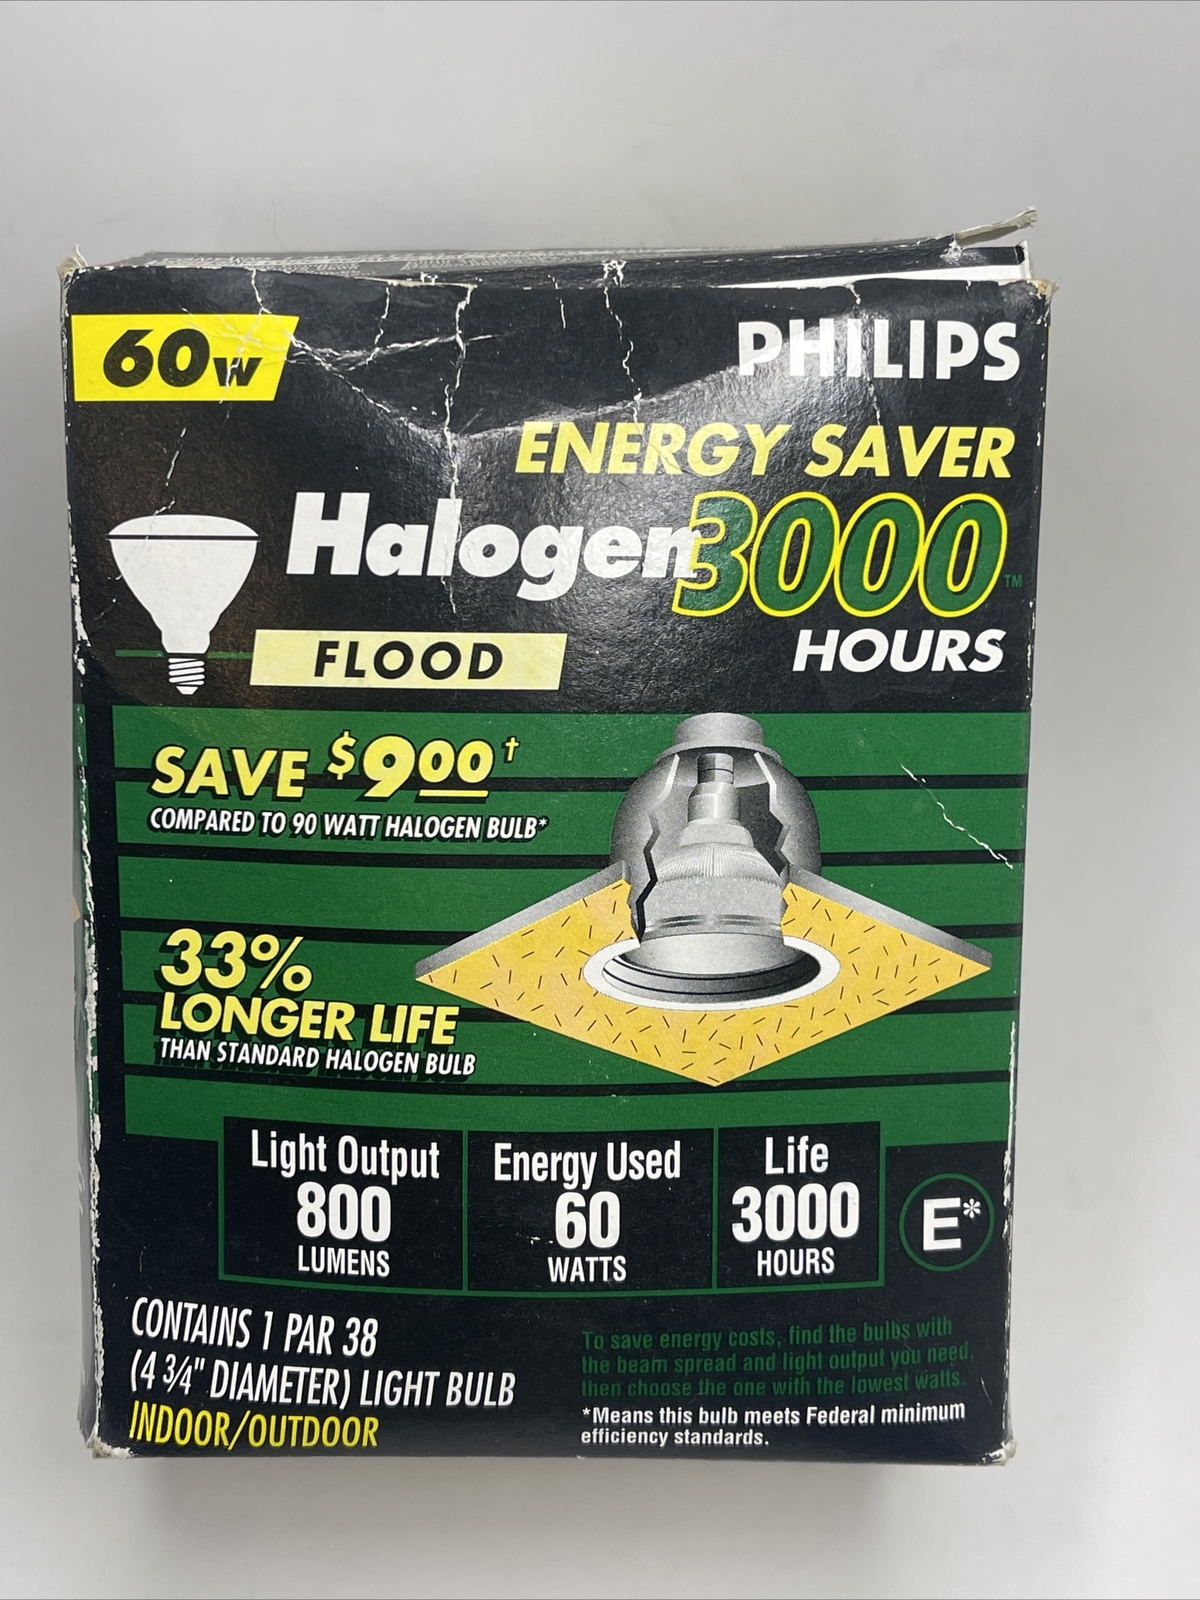 60w
PHILIPS
ENERGY SAVER
Halogen 3000™
HOURS
FLOOD
SAVE $9.00†
COMPARED TO 90 WATT HALOGEN BULB*
33%
LONGER LIFE
THAN STANDARD HALOGEN BULB
Light Output
800
LUMENS
Energy Used
60
WATTS
Life
3000
HOURS
E*
CONTAINS 1 PAR 38
(4 3/4" DIAMETER) LIGHT BULB
INDOOR/OUTDOOR
To save energy costs, find the bulbs with
the beam spread and light output you need,
then choose the one with the lowest watts.
*Means this bulb meets Federal minimum
efficiency standards.